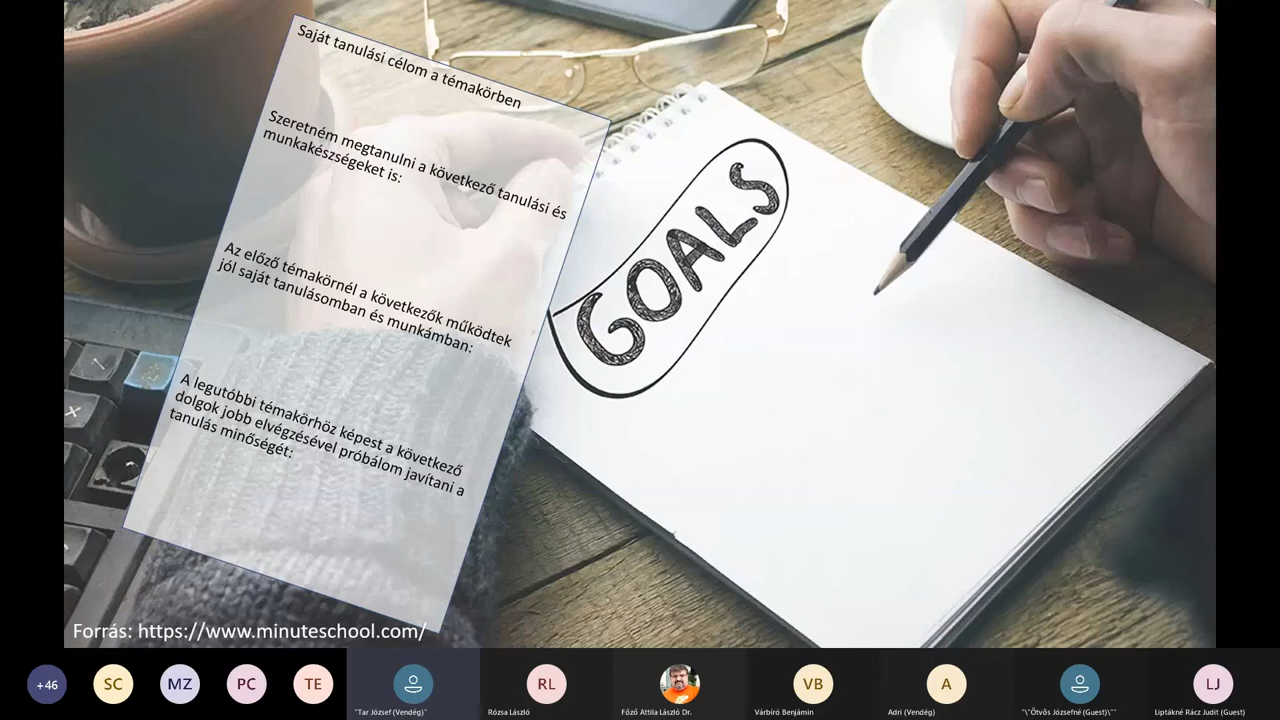 Saját tanulási célom a témakörben
Szeretném megtanulni a következő tanulási és
munkakészségeket is:
Az előző témakörnél a következők működtek
jól saját tanulásomban és munkámban:
A legutóbbi témakörhöz képest a következő
dolgok jobb elvégzésével próbálom javítani a
tanulás minőségét:
GOALS
Forrás: https://www.minuteschool.com/
+46
SC
MZ
PC
TE
"Tar József (Vendég)"
RL
Rózsa László
Főző Attila László Dr.
VB
Várbíró Benjámin
A
Adri (Vendég)
"\"Ötvös Józsefné (Guest)\""
LJ
Liptákné Rácz Judit (Guest)